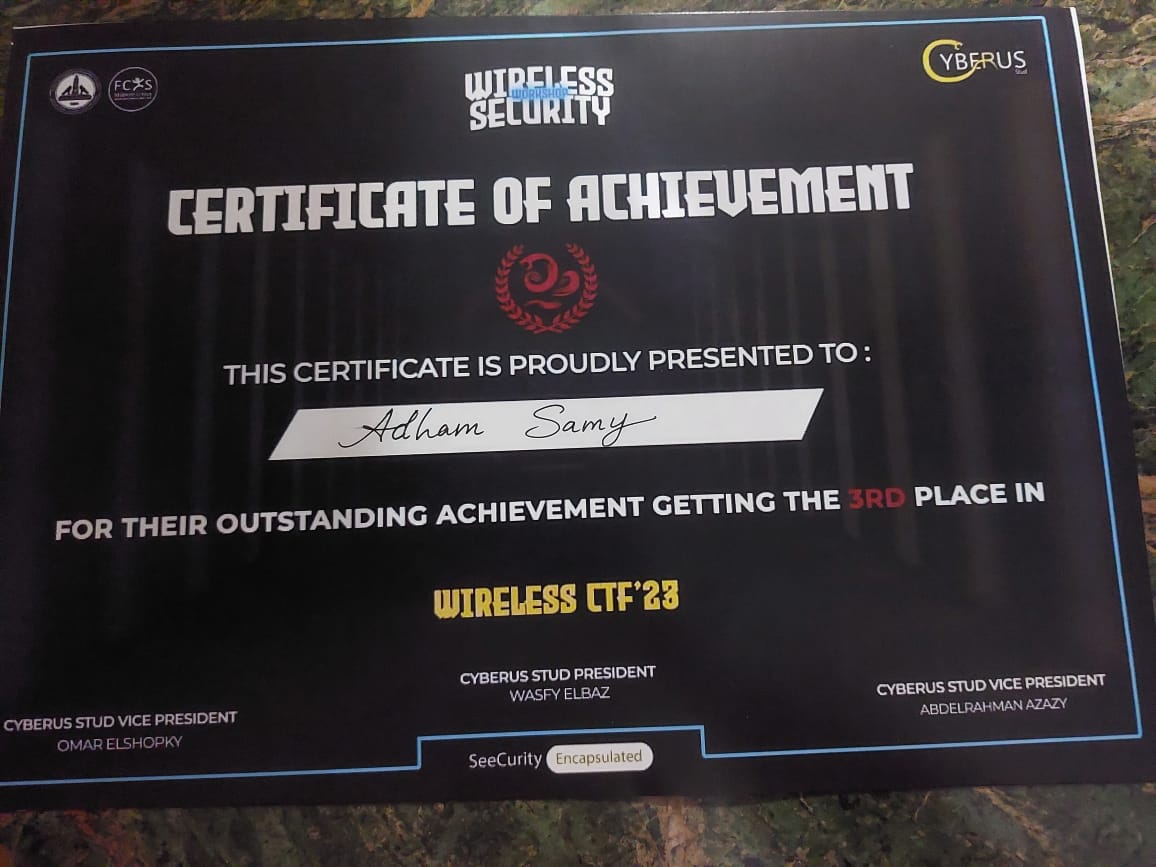 FCIS
CYBERUS
Stud
WIRELESS
WORKSHOP
SECURITY
CERTIFICATE OF ACHIEVEMENT
THIS CERTIFICATE IS PROUDLY PRESENTED TO :
Adham Samy
FOR THEIR OUTSTANDING ACHIEVEMENT GETTING THE 3RD PLACE IN
WIRELESS CTF'23
CYBERUS STUD VICE PRESIDENT
OMAR ELSHOPKY
CYBERUS STUD PRESIDENT
WASFY ELBAZ
CYBERUS STUD VICE PRESIDENT
ABDELRAHMAN AZAZY
SeeCurity Encapsulated